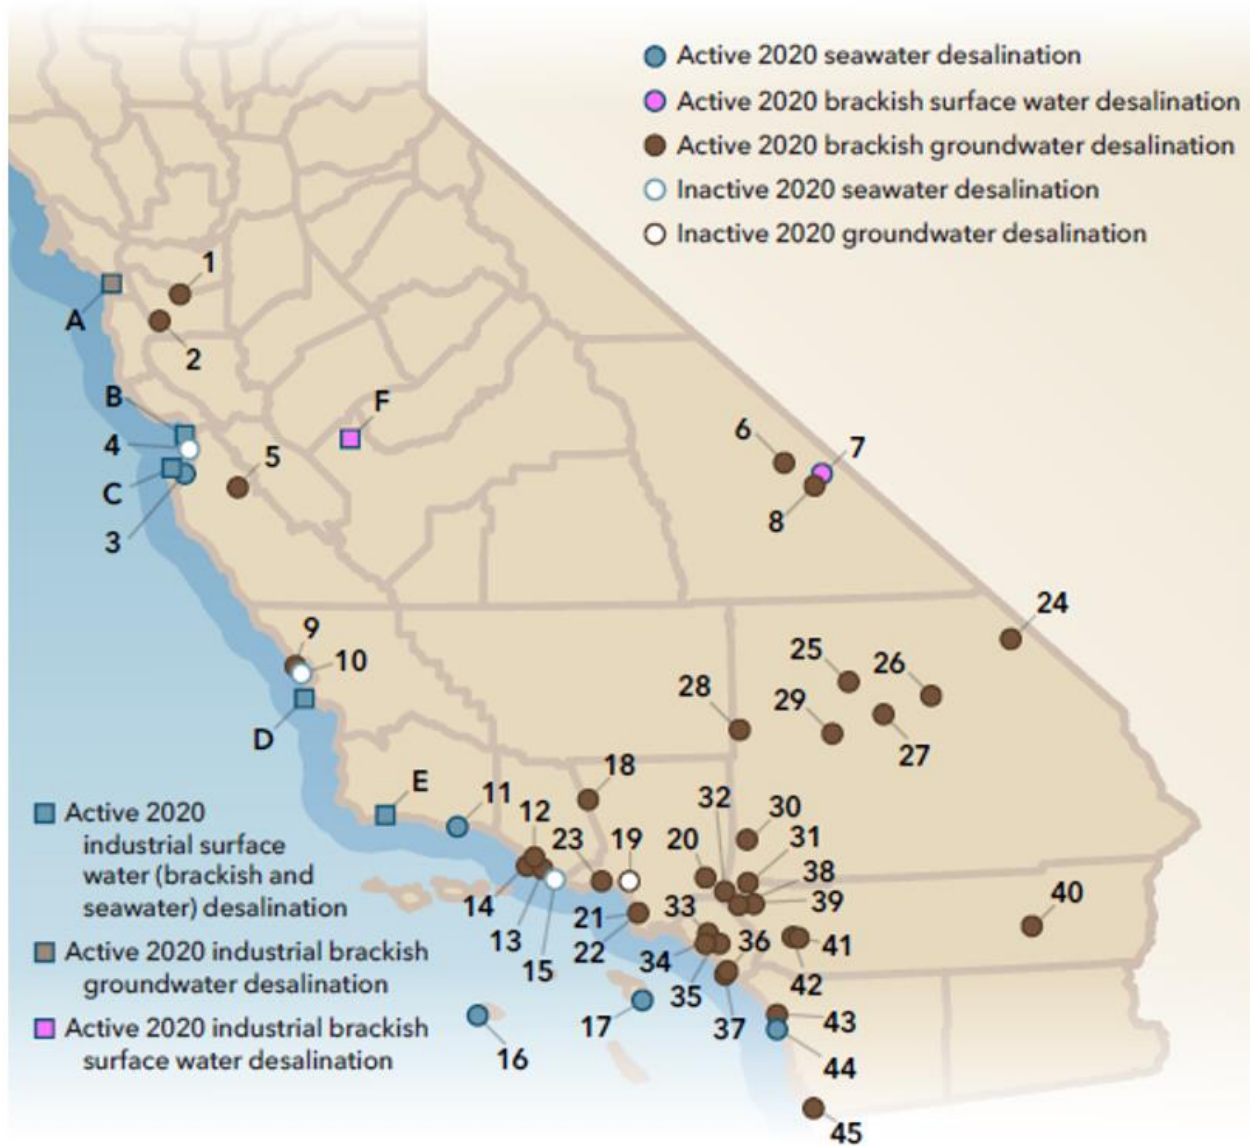 Active 2020 seawater desalination
Active 2020 brackish surface water desalination
Active 2020 brackish groundwater desalination
Inactive 2020 seawater desalination
Inactive 2020 groundwater desalination
1
A
2
B
F
4
5
C
3
6
7
8
9
10
D
24
25
26
28
29
27
E
11
12
18
23
19
32
20
30
31
38
39
40
14
13
15
21
22
33
34
36
35
37
41
42
16
17
43
44
45
Active 2020
industrial surface
water (brackish and
seawater) desalination
Active 2020 industrial brackish
groundwater desalination
Active 2020 industrial brackish
surface water desalination